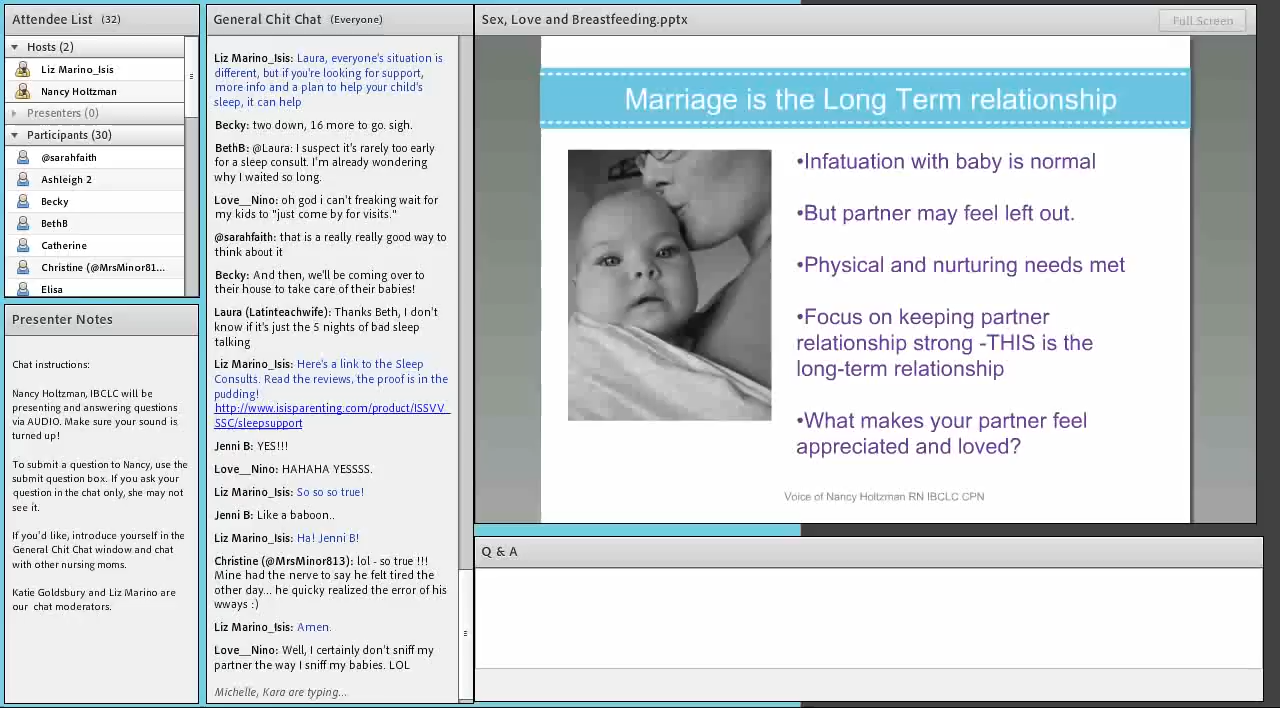 Attendee List (32)
Hosts (2)
Liz Marino_Isis
Nancy Holtzman
Presenters (0)
Participants (30)
@sarahfaith
Ashleigh 2
Becky
BethB
Catherine
Christine (@MrsMinor81...
Elisa
Presenter Notes
Chat instructions:
Nancy Holtzman, IBCLC will be
presenting and answering questions
via AUDIO. Make sure your sound is
turned up!
To submit a question to Nancy, use the
submit question box. If you ask your
question in the chat only, she may not
see it.
If you'd like, introduce yourself in the
General Chit Chat window and chat
with other nursing moms.
Katie Goldsbury and Liz Marino are
our chat moderators.
General Chit Chat (Everyone)
Liz Marino_Isis: Laura, everyone's situation is
different, but if you're looking for support,
more info and a plan to help your child's
sleep, it can help
Becky: two down, 16 more to go. sigh.
BethB: @Laura: I suspect it's rarely too early
for a sleep consult. I'm already wondering
why I waited so long.
Love__Nino: oh god i can't freaking wait for
my kids to "just come by for visits."
@sarahfaith: that is a really really good way to
think about it
Becky: And then, we'll be coming over to
their house to take care of their babies!
Laura (Latinteachwife): Thanks Beth, I don't
know if it's just the 5 nights of bad sleep
talking
Liz Marino_Isis: Here's a link to the Sleep
Consults. Read the reviews, the proof is in the
pudding!
http://www.isisparenting.com/product/ISSVV_
SSC/sleepsupport
Jenni B: YES!!!
Love__Nino: HAHAHA YESSSS.
Liz Marino_Isis: So so so true!
Jenni B: Like a baboon..
Liz Marino_Isis: Ha! Jenni B!
Christine (@MrsMinor813): lol - so true !!!
Mine had the nerve to say he felt tired the
other day... he quicky realized the error of his
wways :)
Liz Marino_Isis: Amen.
Love__Nino: Well, I certainly don't sniff my
partner the way I sniff my babies. LOL
Michelle, Kara are typing...
Sex, Love and Breastfeeding.pptx
Full Screen
Marriage is the Long Term relationship
•Infatuation with baby is normal
•But partner may feel left out.
•Physical and nurturing needs met
•Focus on keeping partner
relationship strong -THIS is the
long-term relationship
•What makes your partner feel
appreciated and loved?
Voice of Nancy Holtzman RN IBCLC CPN
Q & A